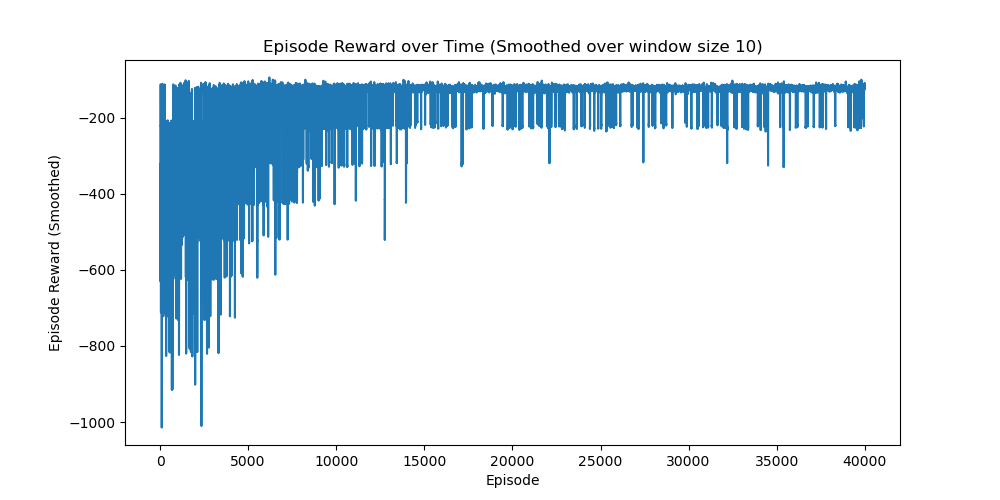 Episode Reward over Time (Smoothed over window size 10)
Episode Reward (Smoothed)
−200
−400
−600
−800
−1000
0 5000 10000 15000 20000 25000 30000 35000 40000
Episode